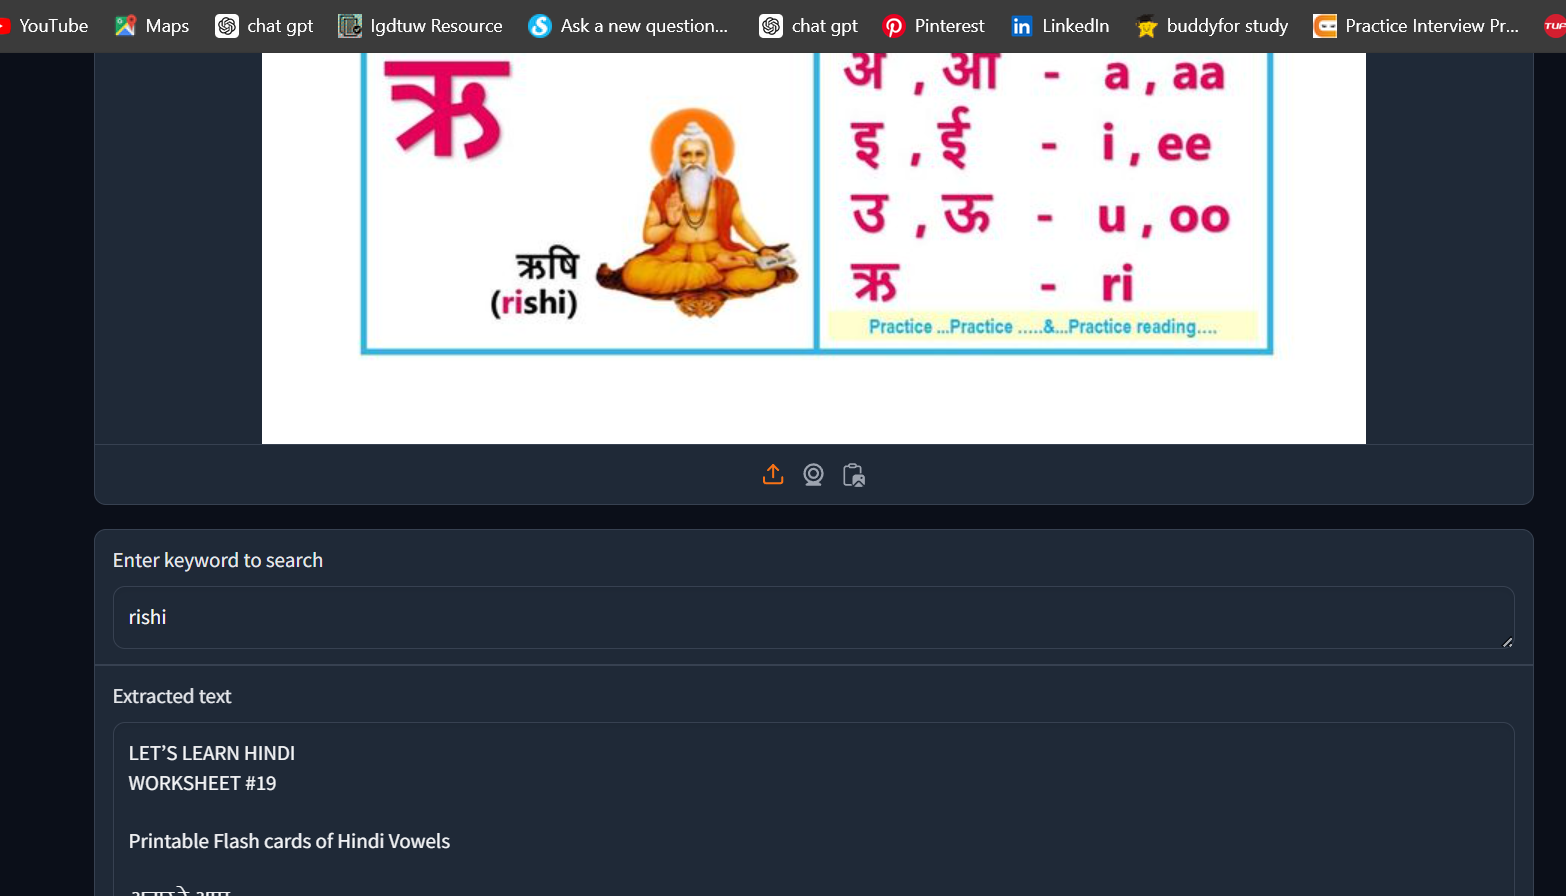 YouTube Maps chat gpt Igdtuw Resource Ask a new question... chat gpt Pinterest LinkedIn buddyfor study Practice Interview Pr... TUF
ऋ
ऋषि
(rishi)
अ , आ - a , aa
इ , ई - i , ee
उ , ऊ - u , oo
ऋ - ri
Practice ...Practice .....&...Practice reading....
Enter keyword to search
rishi
Extracted text
LET’S LEARN HINDI
WORKSHEET #19
Printable Flash cards of Hindi Vowels